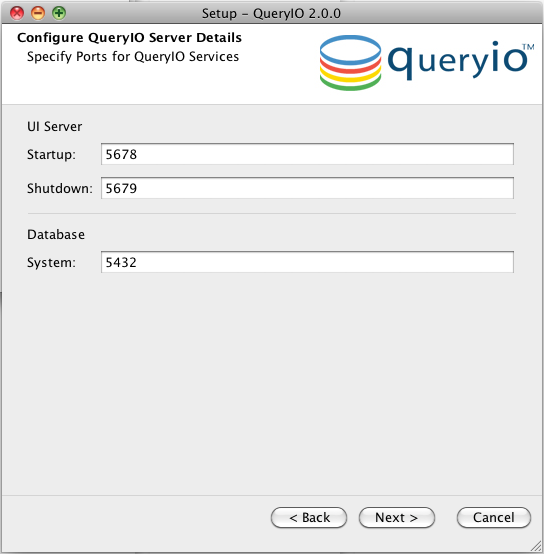 Setup - QueryIO 2.0.0
Configure QueryIO Server Details
Specify Ports for QueryIO Services
queryio™
UI Server
Startup: 5678
Shutdown: 5679
Database
System: 5432
< Back Next > Cancel